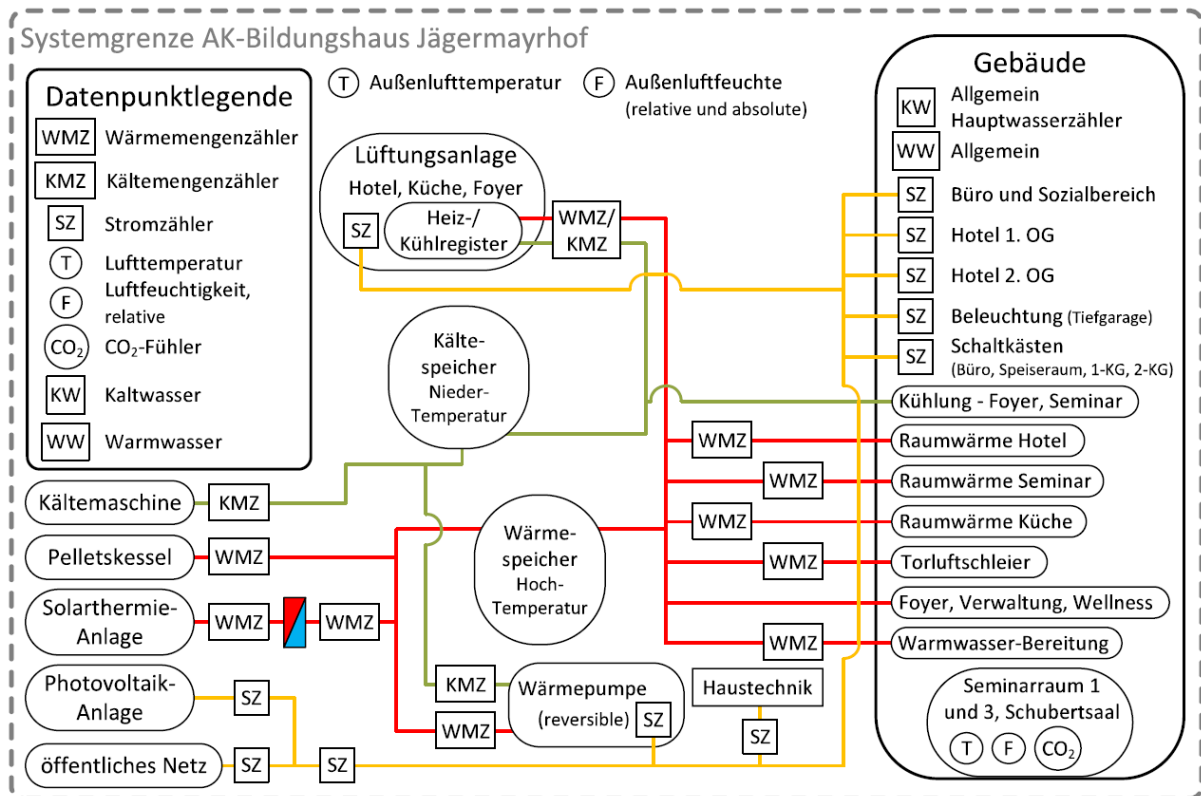 Systemgrenze AK-Bildungshaus Jägermayrhof
Datenpunktlegende
WMZ Wärmemengenzähler
KMZ Kältemengenzähler
SZ Stromzähler
T Lufttemperatur
F Luftfeuchtigkeit,
relative
CO₂ CO₂-Fühler
KW Kaltwasser
WW Warmwasser
T Außenlufttemperatur
F Außenluftfeuchte
(relative und absolute)
Lüftungsanlage
Hotel, Küche, Foyer
SZ
Heiz-/
Kühlregister
WMZ/
KMZ
Kälte-
speicher
Nieder-
Temperatur
Kältemaschine
KMZ
Pelletskessel
WMZ
Solarthermie-
Anlage
WMZ
WMZ
Photovoltaik-
Anlage
SZ
öffentliches Netz
SZ
SZ
Wärme-
speicher
Hoch-
Temperatur
KMZ
WMZ
Wärmepumpe
(reversible)
SZ
Haustechnik
SZ
Gebäude
KW Allgemein
Hauptwasserzähler
WW Allgemein
SZ Büro und Sozialbereich
SZ Hotel 1. OG
SZ Hotel 2. OG
SZ Beleuchtung (Tiefgarage)
SZ Schaltkästen
(Büro, Speiseraum, 1-KG, 2-KG)
Kühlung - Foyer, Seminar
WMZ Raumwärme Hotel
WMZ Raumwärme Seminar
WMZ Raumwärme Küche
WMZ Torluftschleier
Foyer, Verwaltung, Wellness
WMZ Warmwasser-Bereitung
Seminarraum 1
und 3, Schubertsaal
T F CO₂